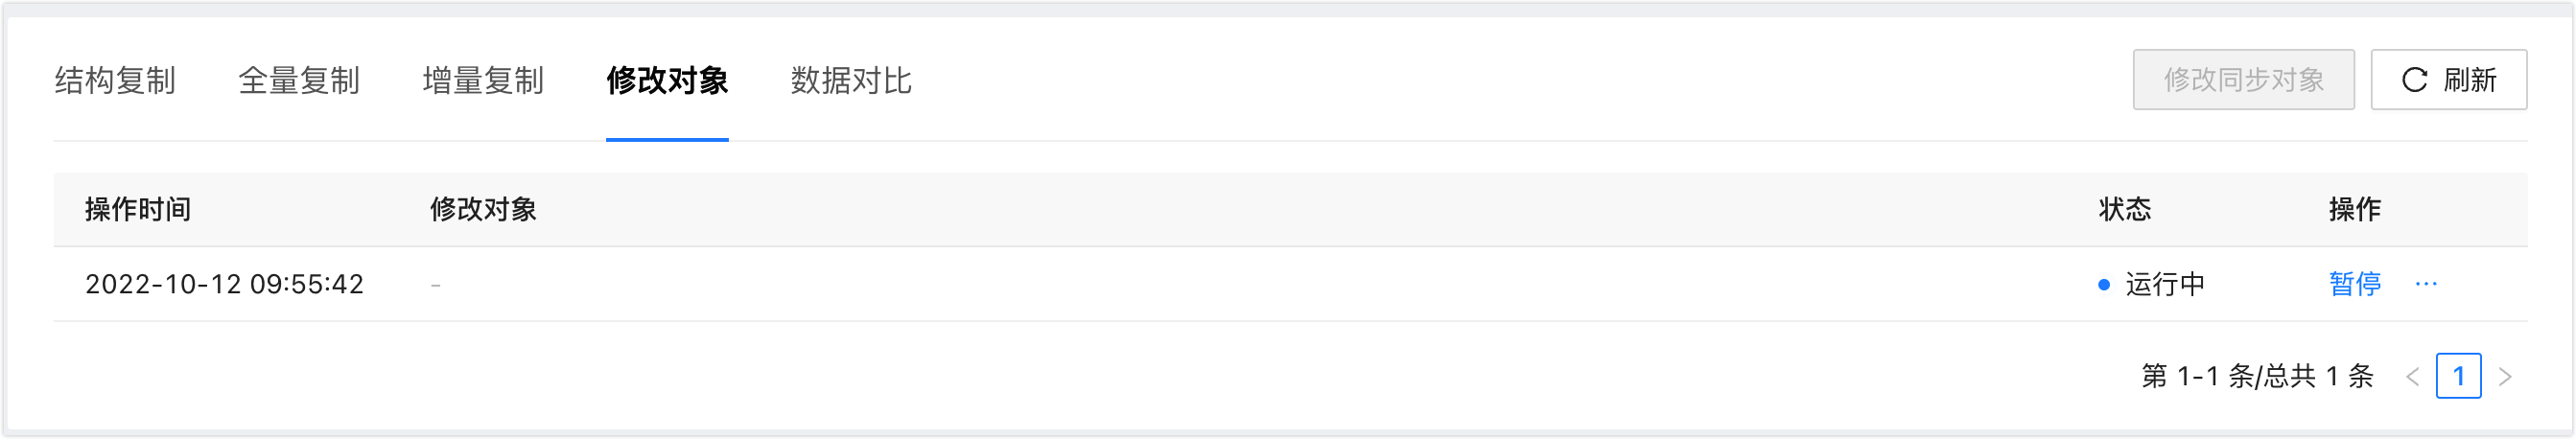 结构复制 全量复制 增量复制 修改对象 数据对比 修改同步对象 刷新
操作时间 修改对象 状态 操作
2022-10-12 09:55:42 - 运行中 暂停 ···
第 1-1 条/总共 1 条 < 1 >